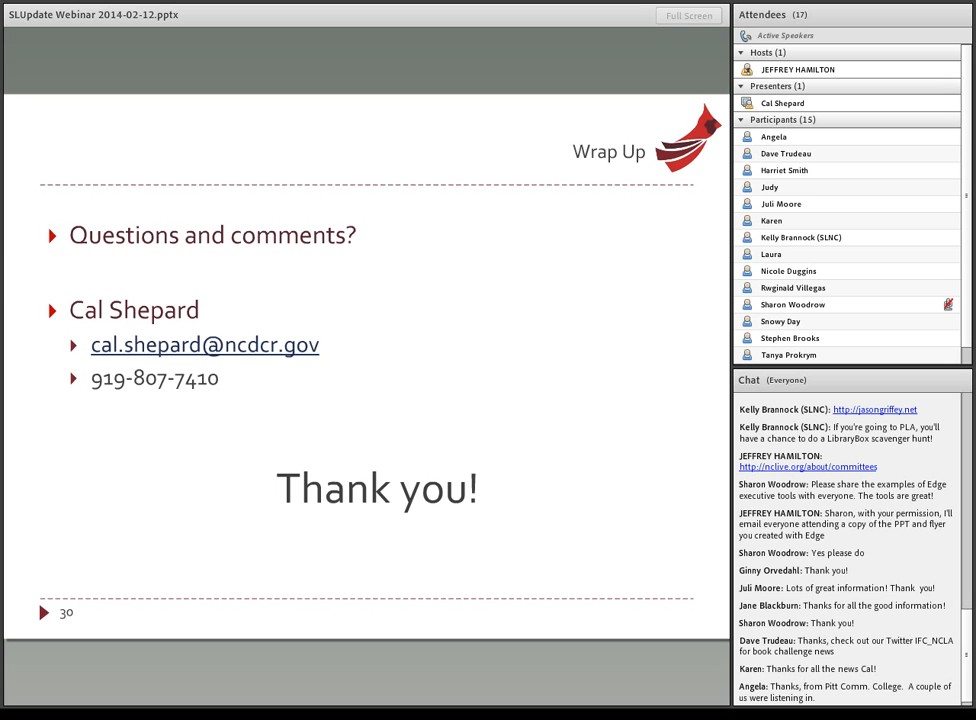 SLUpdate Webinar 2014-02-12.pptx
Full Screen
Wrap Up
Questions and comments?
Cal Shepard
cal.shepard@ncdcr.gov
919-807-7410
Thank you!
30
Attendees (17)
Active Speakers
Hosts (1)
JEFFREY HAMILTON
Presenters (1)
Cal Shepard
Participants (15)
Angela
Dave Trudeau
Harriet Smith
Judy
Juli Moore
Karen
Kelly Brannock (SLNC)
Laura
Nicole Duggins
Rwginald Villegas
Sharon Woodrow
Snowy Day
Stephen Brooks
Tanya Prokrym
Chat (Everyone)
Kelly Brannock (SLNC): http://jasongriffey.net
Kelly Brannock (SLNC): If you're going to PLA, you'll
have a chance to do a LibraryBox scavenger hunt!
JEFFREY HAMILTON:
http://nclive.org/about/committees
Sharon Woodrow: Please share the examples of Edge
executive tools with everyone. The tools are great!
JEFFREY HAMILTON: Sharon, with your permission, I'll
email everyone attending a copy of the PPT and flyer
you created with Edge
Sharon Woodrow: Yes please do
Ginny Orvedahl: Thank you!
Juli Moore: Lots of great information! Thank you!
Jane Blackburn: Thanks for all the good information!
Sharon Woodrow: Thank you!
Dave Trudeau: Thanks, check out our Twitter IFC_NCLA
for book challenge news
Karen: Thanks for all the news Cal!
Angela: Thanks, from Pitt Comm. College. A couple of
us were listening in.